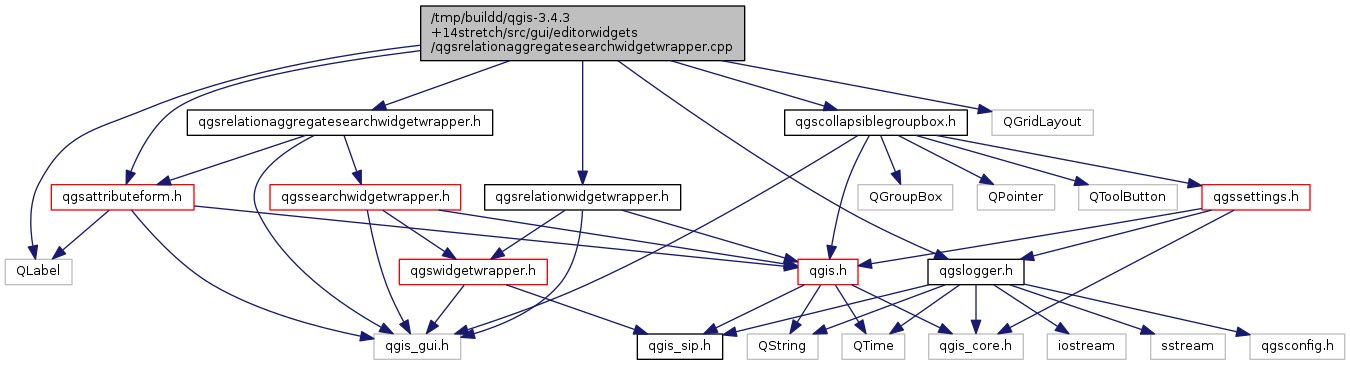 /tmp/buildd/qgis-3.4.3
+14stretch/src/gui/editorwidgets
/qgsrelationaggregatesearchwidgetwrapper.cpp
qgsrelationaggregatesearchwidgetwrapper.h
qgscollapsiblegroupbox.h
QGridLayout
qgsattributeform.h
qgssearchwidgetwrapper.h
qgsrelationwidgetwrapper.h
QGroupBox
QPointer
QToolButton
qgssettings.h
QLabel
qgswidgetwrapper.h
qgis.h
qgslogger.h
qgis_gui.h
qgis_sip.h
QString
QTime
qgis_core.h
iostream
sstream
qgsconfig.h